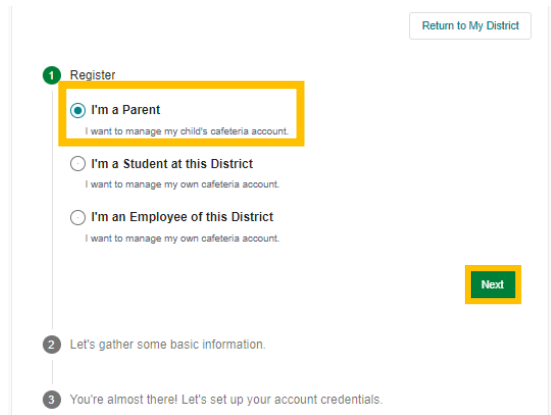 Return to My District
1 Register
I'm a Parent
I want to manage my child's cafeteria account.
I'm a Student at this District
I want to manage my own cafeteria account.
I'm an Employee of this District
I want to manage my own cafeteria account.
Next
2 Let's gather some basic information.
3 You're almost there! Let's set up your account credentials.